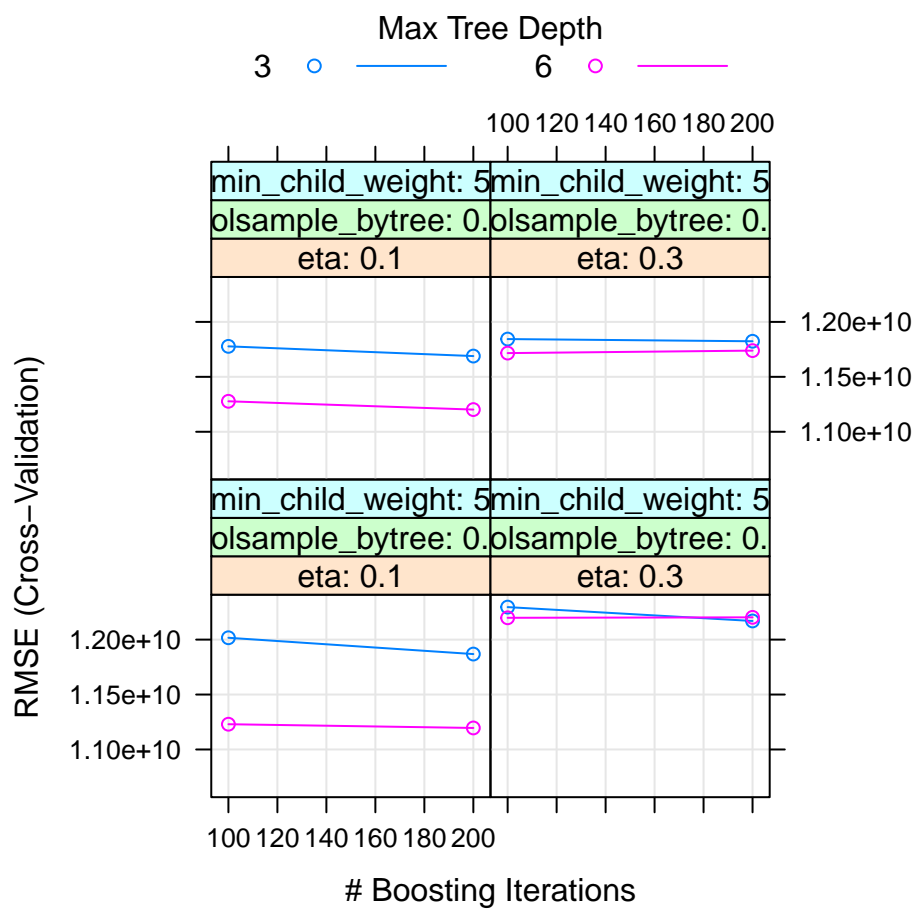 Max Tree Depth
3 6
100 120 140 160 180 200
min_child_weight: 5 min_child_weight: 5
olsample_bytree: 0. olsample_bytree: 0.
eta: 0.1 eta: 0.3
1.20e+10
1.15e+10
1.10e+10
min_child_weight: 5 min_child_weight: 5
olsample_bytree: 0. olsample_bytree: 0.
eta: 0.1 eta: 0.3
1.20e+10
1.15e+10
1.10e+10
100 120 140 160 180 200
RMSE (Cross−Validation)
# Boosting Iterations